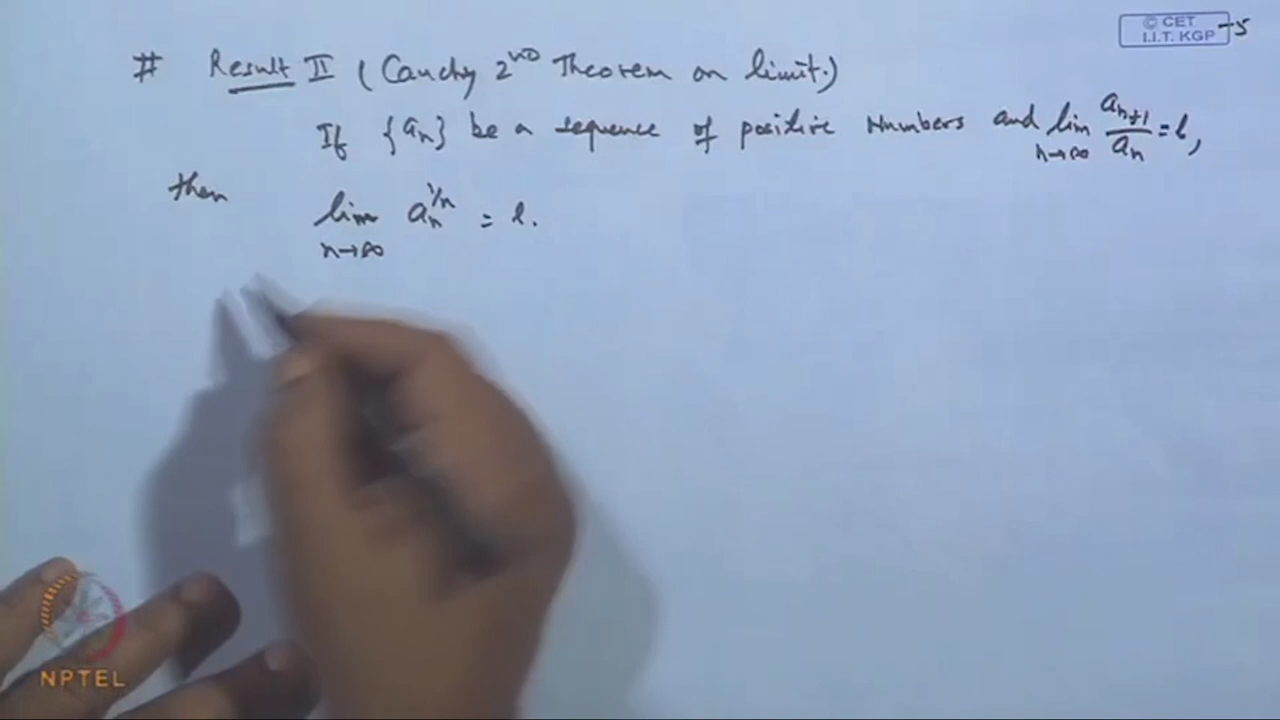 © CET
I.I.T. KGP -5
# Result II (Cauchy 2ND Theorem on limit.)
If {aₙ} be a sequence of positive Numbers and lim n→∞ aₙ₊₁/aₙ = l,
then lim n→∞ aₙ^1/n = l.
NPTEL